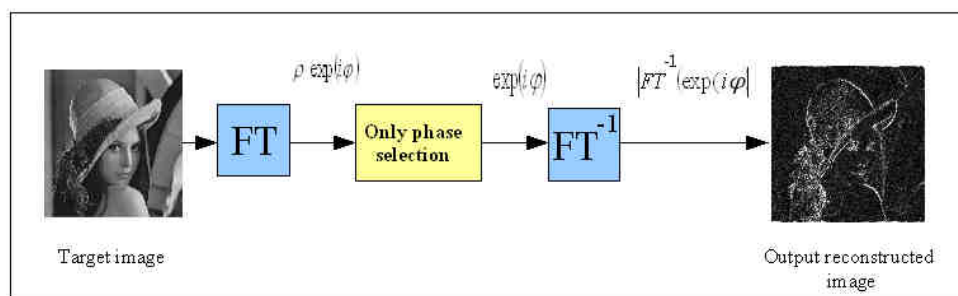 ρ exp(iφ)
exp(iφ)
|FT⁻¹(exp(iφ|
FT
Only phase
selection
FT⁻¹
Target image
Output reconstructed
image